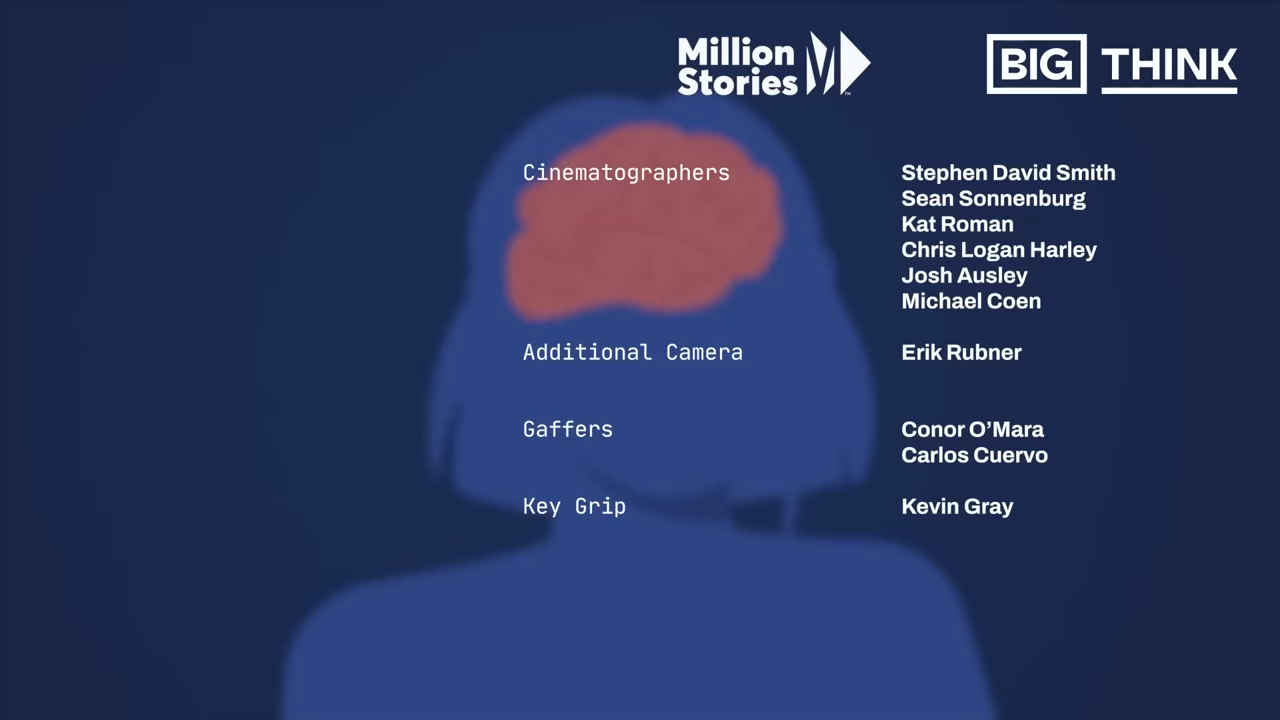 Million
Stories
BIG THINK
Cinematographers Stephen David Smith
Sean Sonnenburg
Kat Roman
Chris Logan Harley
Josh Ausley
Michael Coen
Additional Camera Erik Rubner
Gaffers Conor O’Mara
Carlos Cuervo
Key Grip Kevin Gray